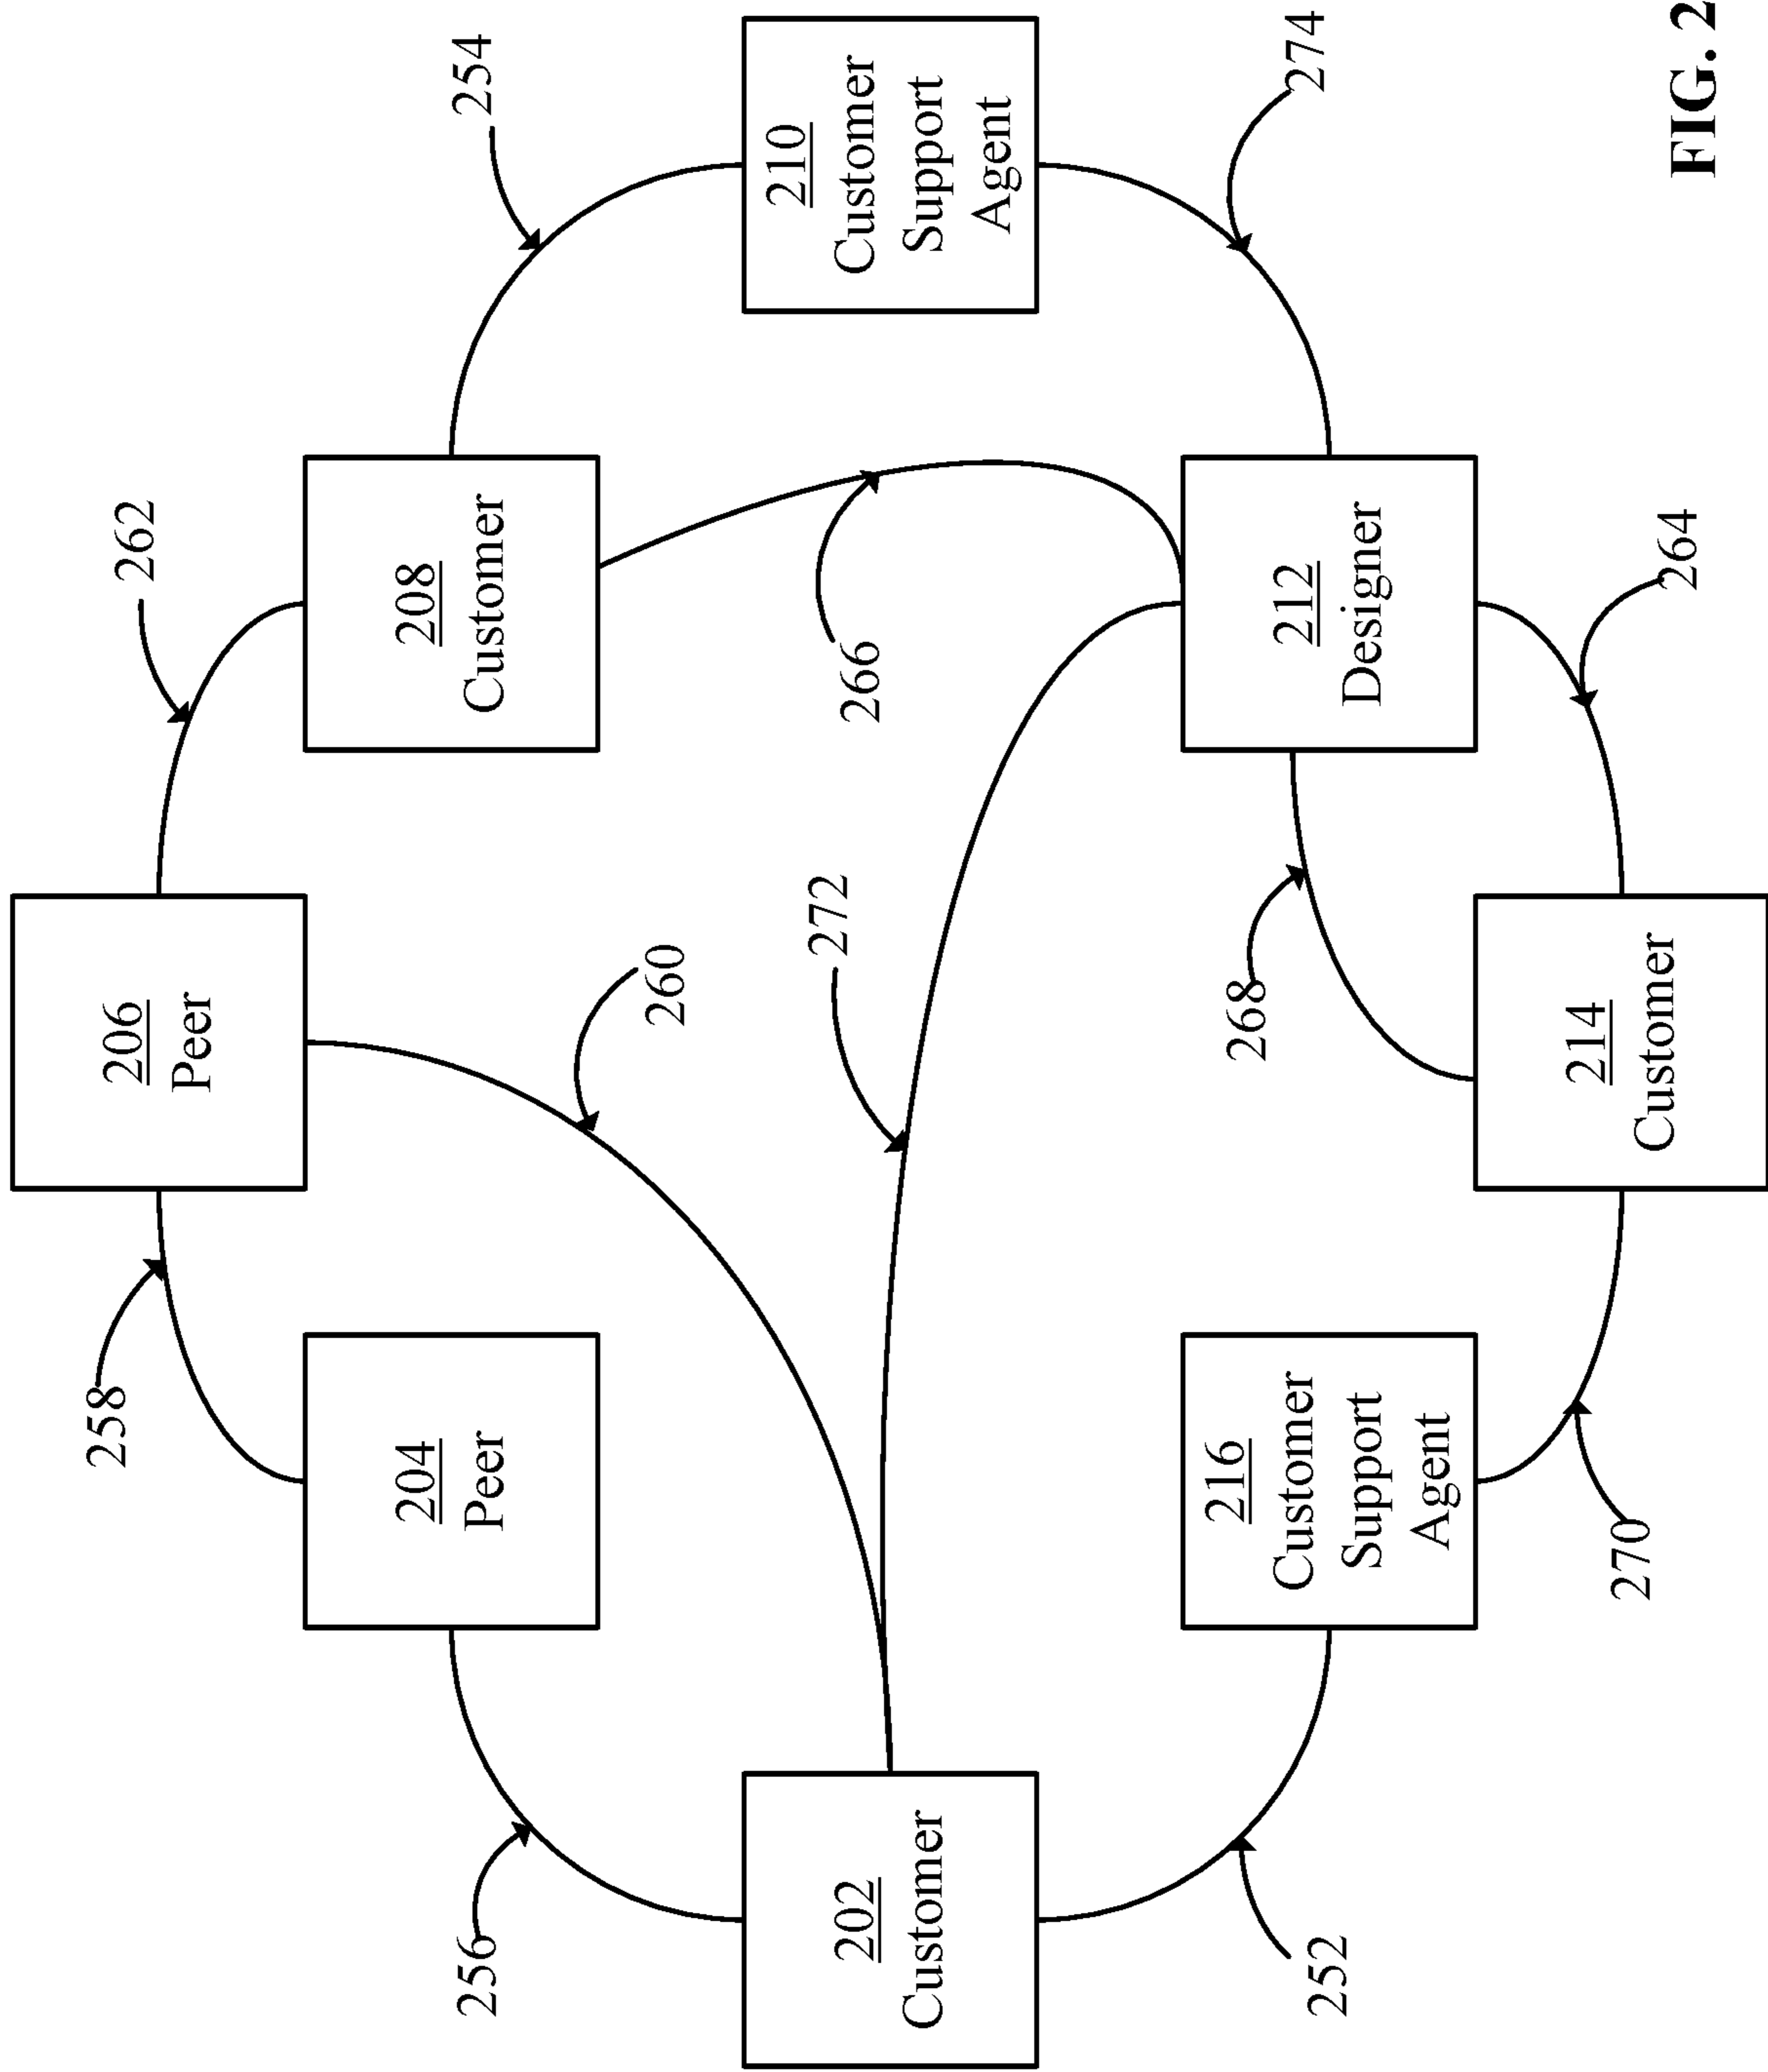 262
254
258
206
Peer
208
Customer
256
204
Peer
260
266
210
Customer
Support
Agent
272
202
Customer
216
Customer
Support
Agent
268
212
Designer
274
252
214
Customer
264
270
FIG. 2